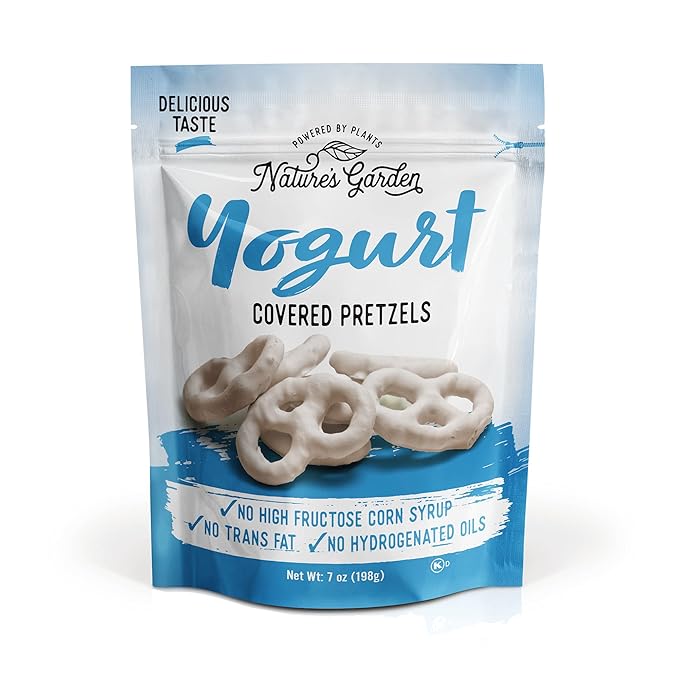 DELICIOUS
TASTE
POWERED BY PLANTS
Nature's Garden
Yogurt
COVERED PRETZELS
✓NO HIGH FRUCTOSE CORN SYRUP
✓NO TRANS FAT ✓NO HYDROGENATED OILS
Net Wt: 7 oz (198g)
K D